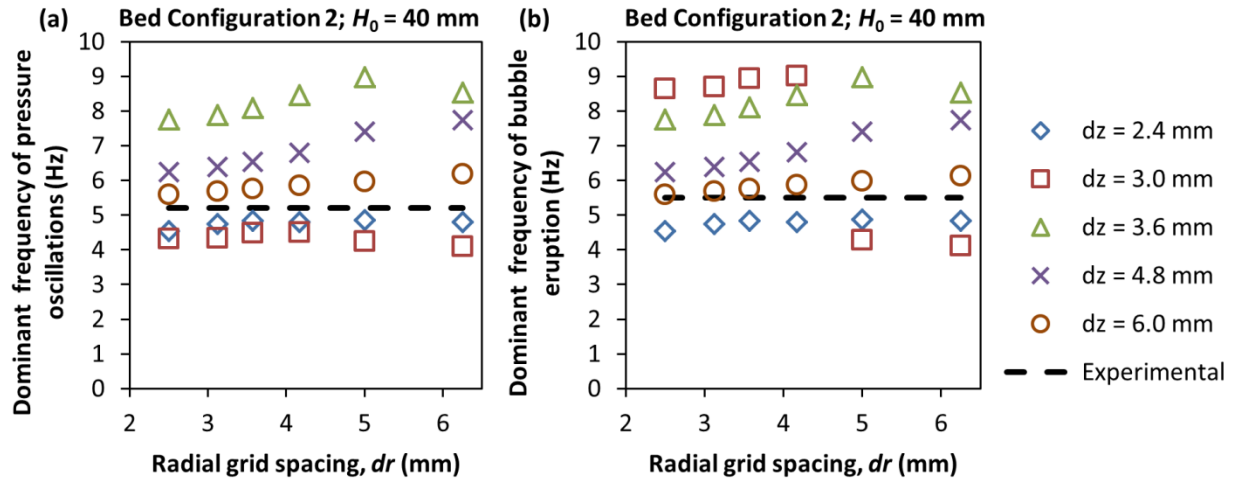 (a)
Bed Configuration 2; H0 = 40 mm
Dominant frequency of pressure
oscillations (Hz)
10
9
8
7
6
5
4
3
2
1
0
2
3
4
5
6
Radial grid spacing, dr (mm)
(b)
Bed Configuration 2; H0 = 40 mm
Dominant frequency of bubble
eruption (Hz)
10
9
8
7
6
5
4
3
2
1
0
2
3
4
5
6
Radial grid spacing, dr (mm)
dz = 2.4 mm
dz = 3.0 mm
dz = 3.6 mm
dz = 4.8 mm
dz = 6.0 mm
Experimental